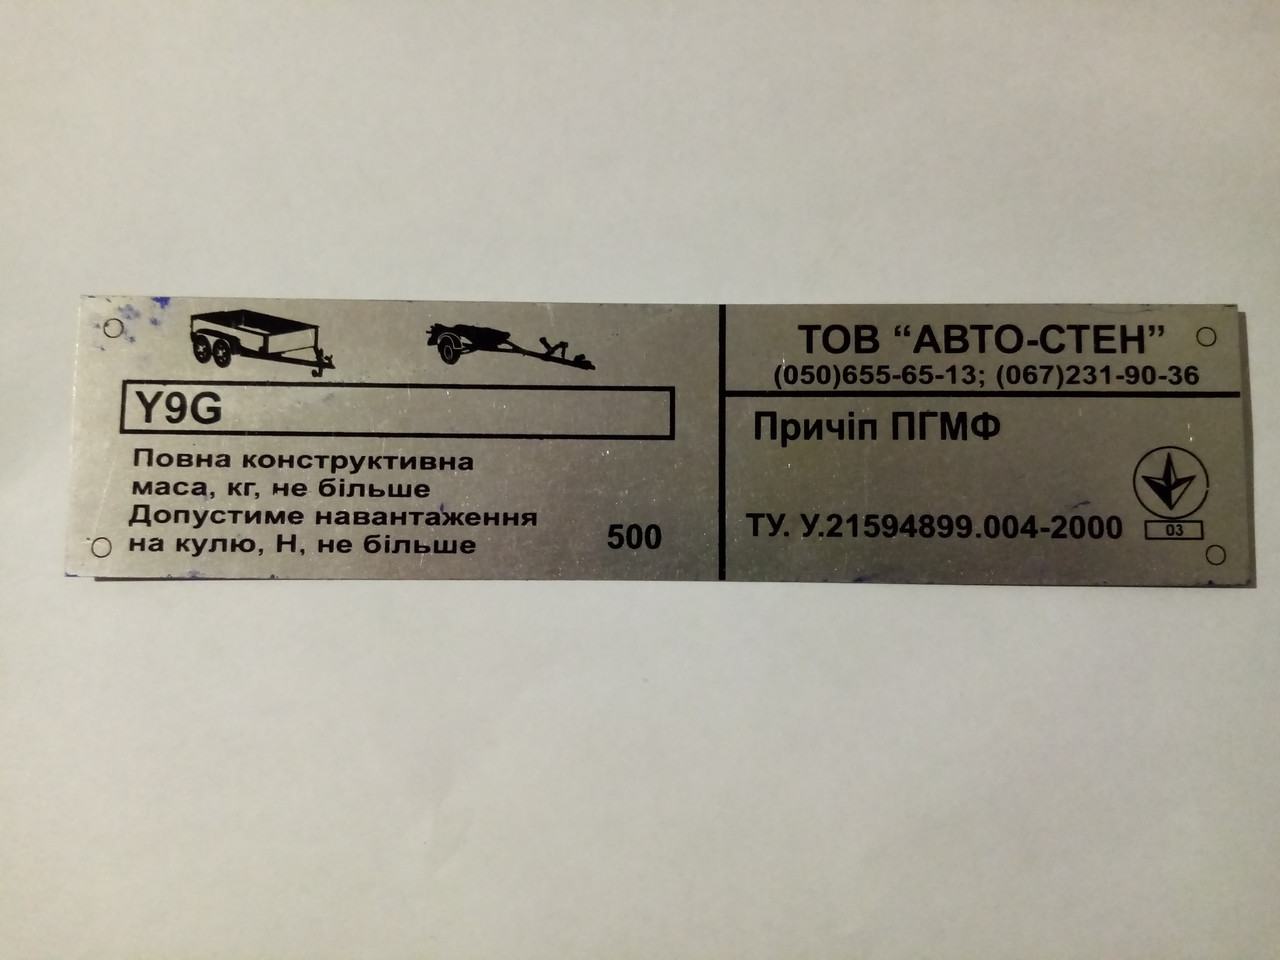 Y9G
Повна конструктивна
маса, кг, не більше
Допустиме навантаження
на кулю, Н, не більше 500
ТОВ “АВТО-СТЕН”
(050)655-65-13; (067)231-90-36
Причіп ПГМФ
ТУ. У.21594899.004-2000
03